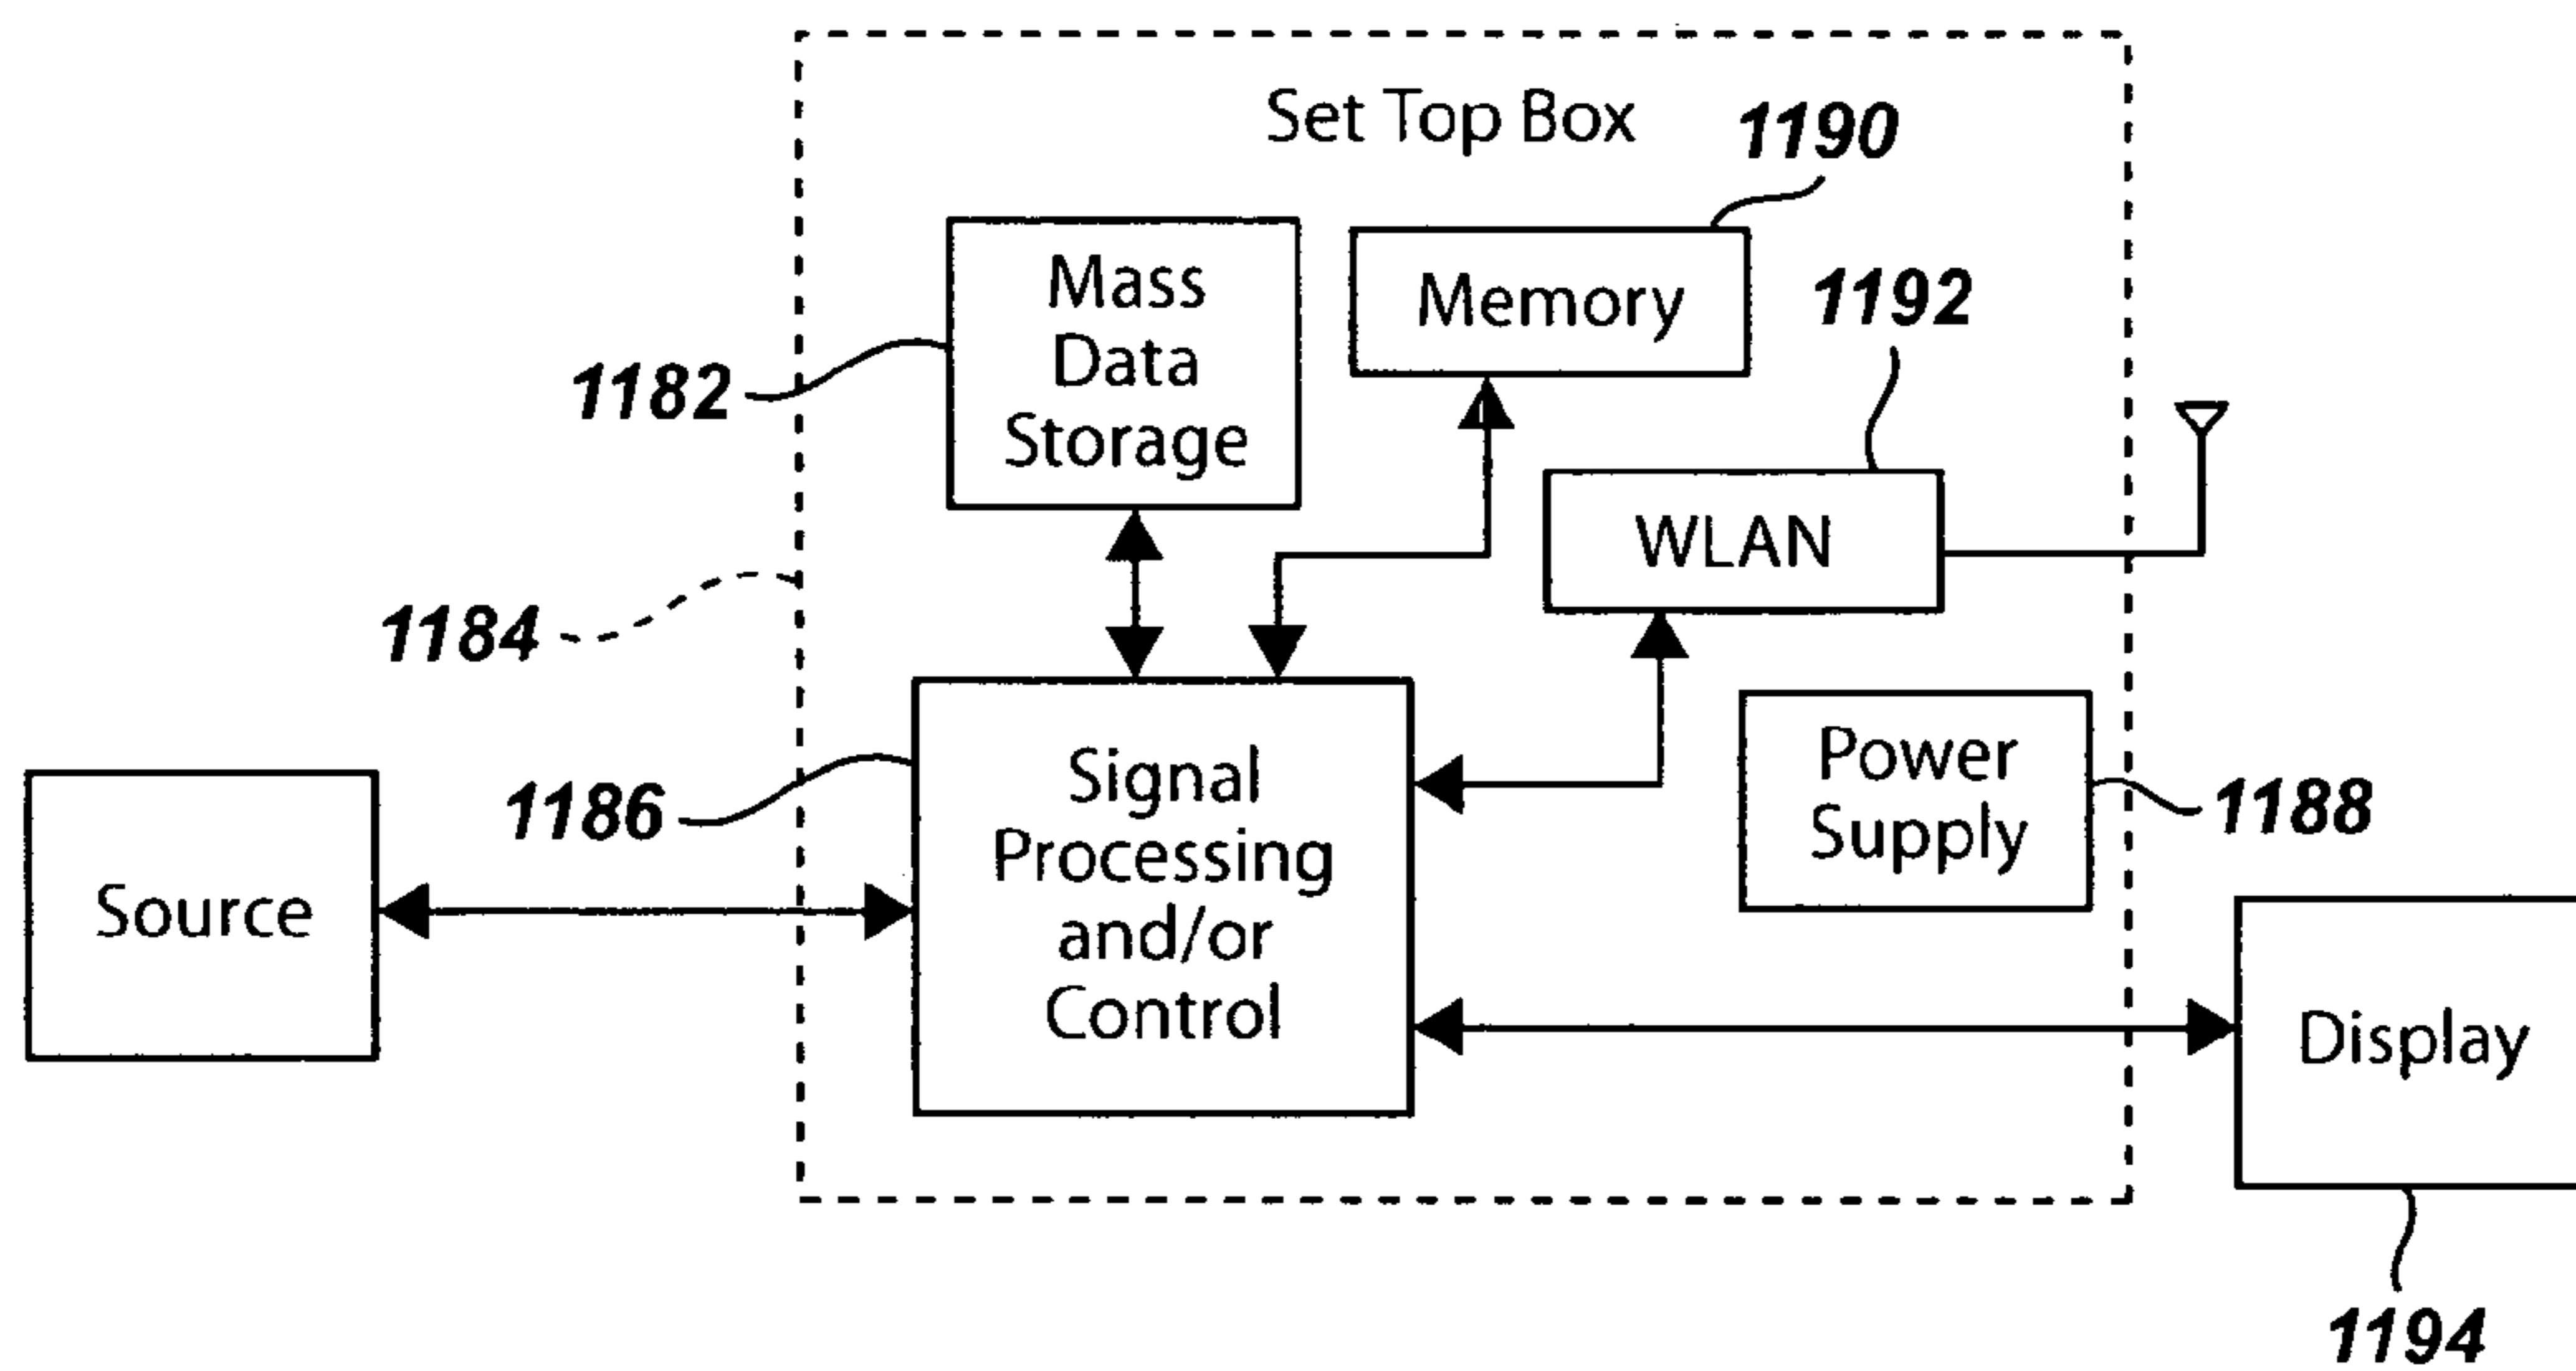 Set Top Box
1190
Mass
Data
Storage
Memory
1192
1182
WLAN
1184
Signal
Processing
and/or
Control
Power
Supply
1186
1188
Source
Display
1194